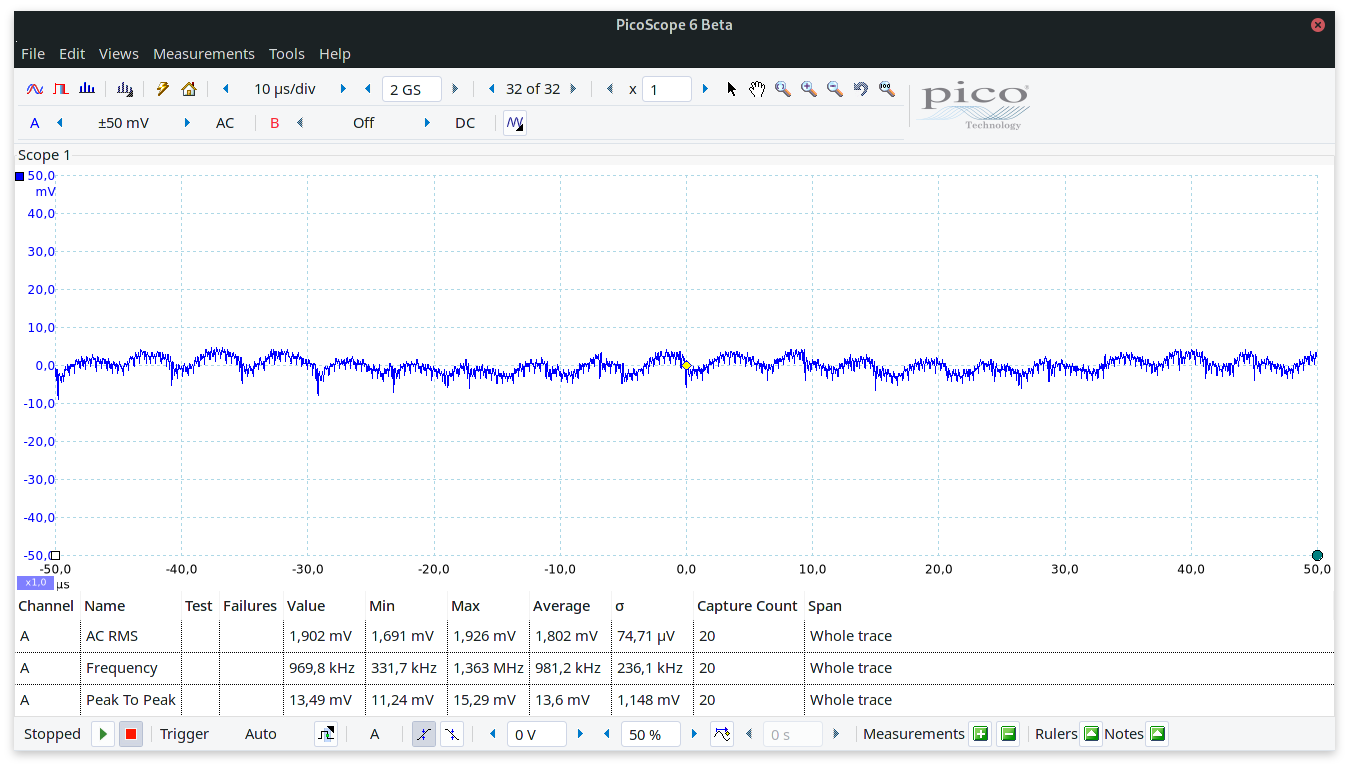 PicoScope 6 Beta
File Edit Views Measurements Tools Help
10 µs/div 2 GS 32 of 32 x 1
pico®
Technology
A ±50 mV AC B Off DC
Scope 1
50,0
mV
40,0
30,0
20,0
10,0
0,0
-10,0
-20,0
-30,0
-40,0
-50,0
-50,0 -40,0 -30,0 -20,0 -10,0 0,0 10,0 20,0 30,0 40,0 50,0
x1,0 µs
Channel Name Test Failures Value Min Max Average σ Capture Count Span
A AC RMS 1,902 mV 1,691 mV 1,926 mV 1,802 mV 74,71 µV 20 Whole trace
A Frequency 969,8 kHz 331,7 kHz 1,363 MHz 981,2 kHz 236,1 kHz 20 Whole trace
A Peak To Peak 13,49 mV 11,24 mV 15,29 mV 13,6 mV 1,148 mV 20 Whole trace
Stopped Trigger Auto A 0 V 50 % 0 s Measurements Rulers Notes